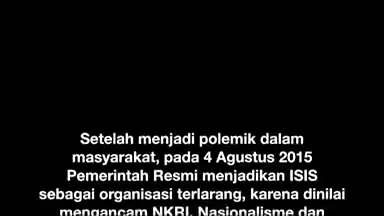 Setelah menjadi polemik dalam
masyarakat, pada 4 Agustus 2015
Pemerintah Resmi menjadikan ISIS
sebagai organisasi terlarang, karena dinilai
mengancam NKRI, Nasionalisme dan